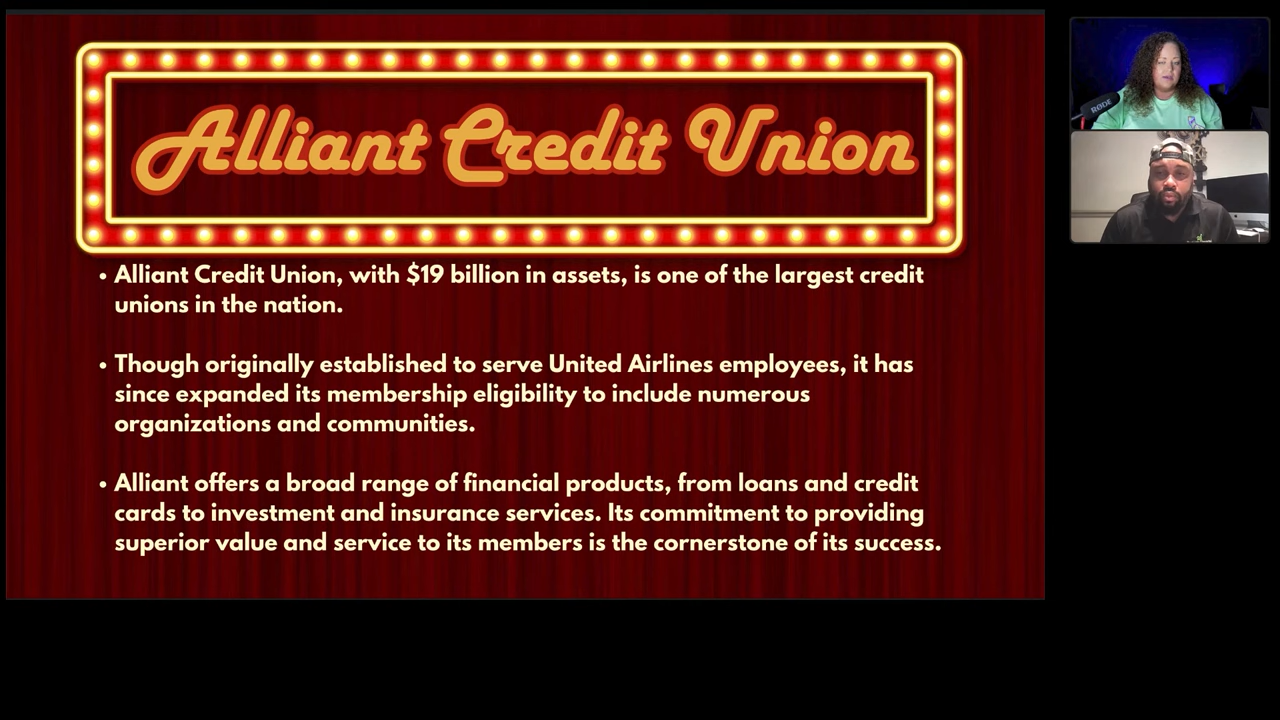 Alliant Credit Union
• Alliant Credit Union, with $19 billion in assets, is one of the largest credit
unions in the nation.
• Though originally established to serve United Airlines employees, it has
since expanded its membership eligibility to include numerous
organizations and communities.
• Alliant offers a broad range of financial products, from loans and credit
cards to investment and insurance services. Its commitment to providing
superior value and service to its members is the cornerstone of its success.
RØDE